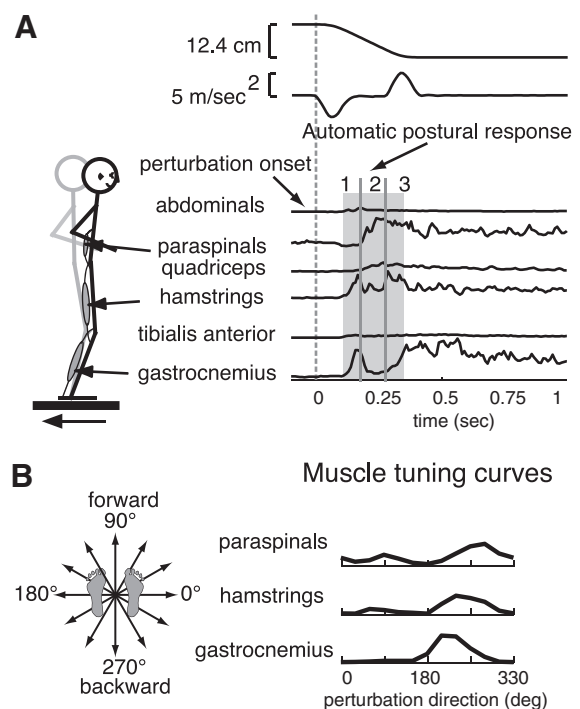 A
12.4 cm
5 m/sec2
Automatic postural response
perturbation onset
1 2 3
abdominals
paraspinals
quadriceps
hamstrings
tibialis anterior
gastrocnemius
0 0.25 0.5 0.75 1
time (sec)
B
Muscle tuning curves
forward
90°
180°
0°
270°
backward
paraspinals
hamstrings
gastrocnemius
0 180 330
perturbation direction (deg)